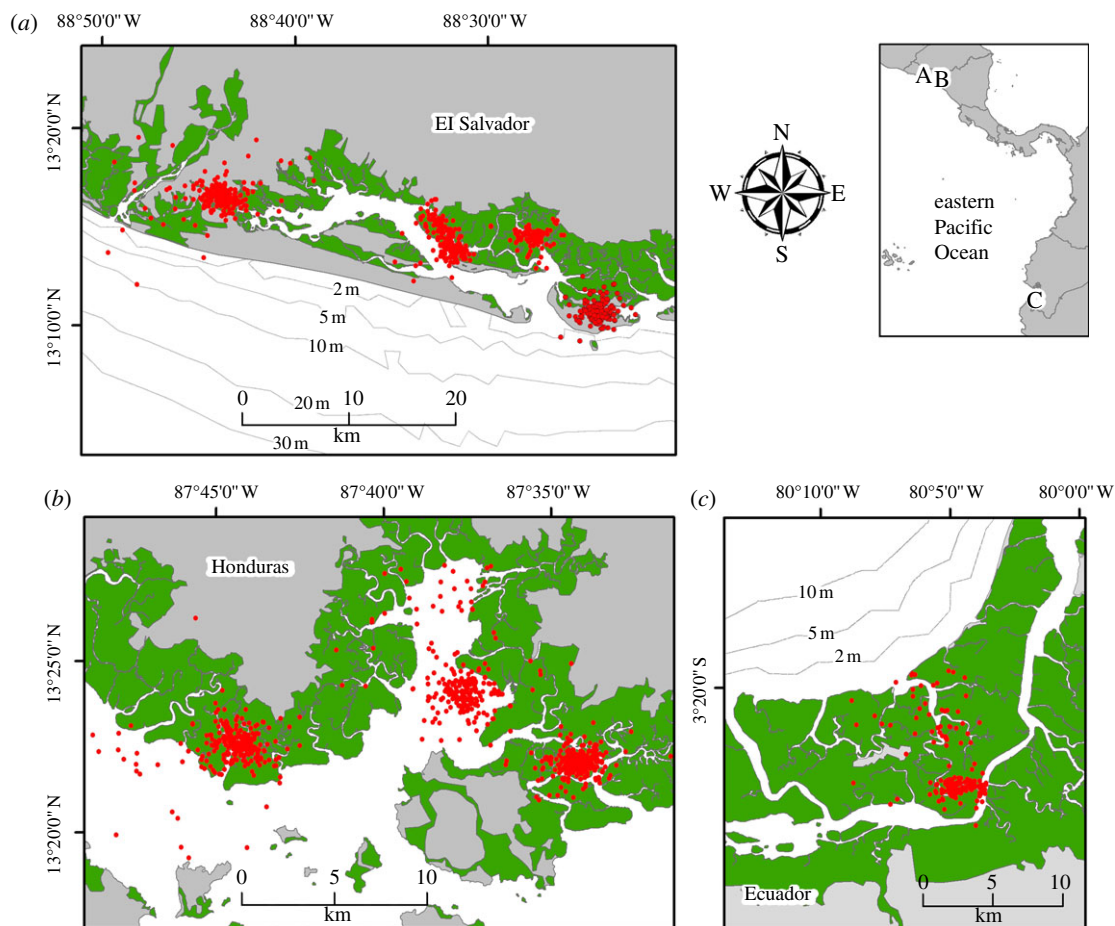 (a)
88°50'0" W
88°40'0" W
88°30'0" W
13°20'0" N
13°10'0" N
El Salvador
2 m
5 m
10 m
20 m
30 m
0
10
20
km
N
W
E
S
A
B
eastern
Pacific
Ocean
C
(b)
87°45'0" W
87°40'0" W
87°35'0" W
13°25'0" N
13°20'0" N
Honduras
0
5
10
km
(c)
80°10'0" W
80°5'0" W
80°0'0" W
3°20'0" S
10 m
5 m
2 m
Ecuador
0
5
10
km